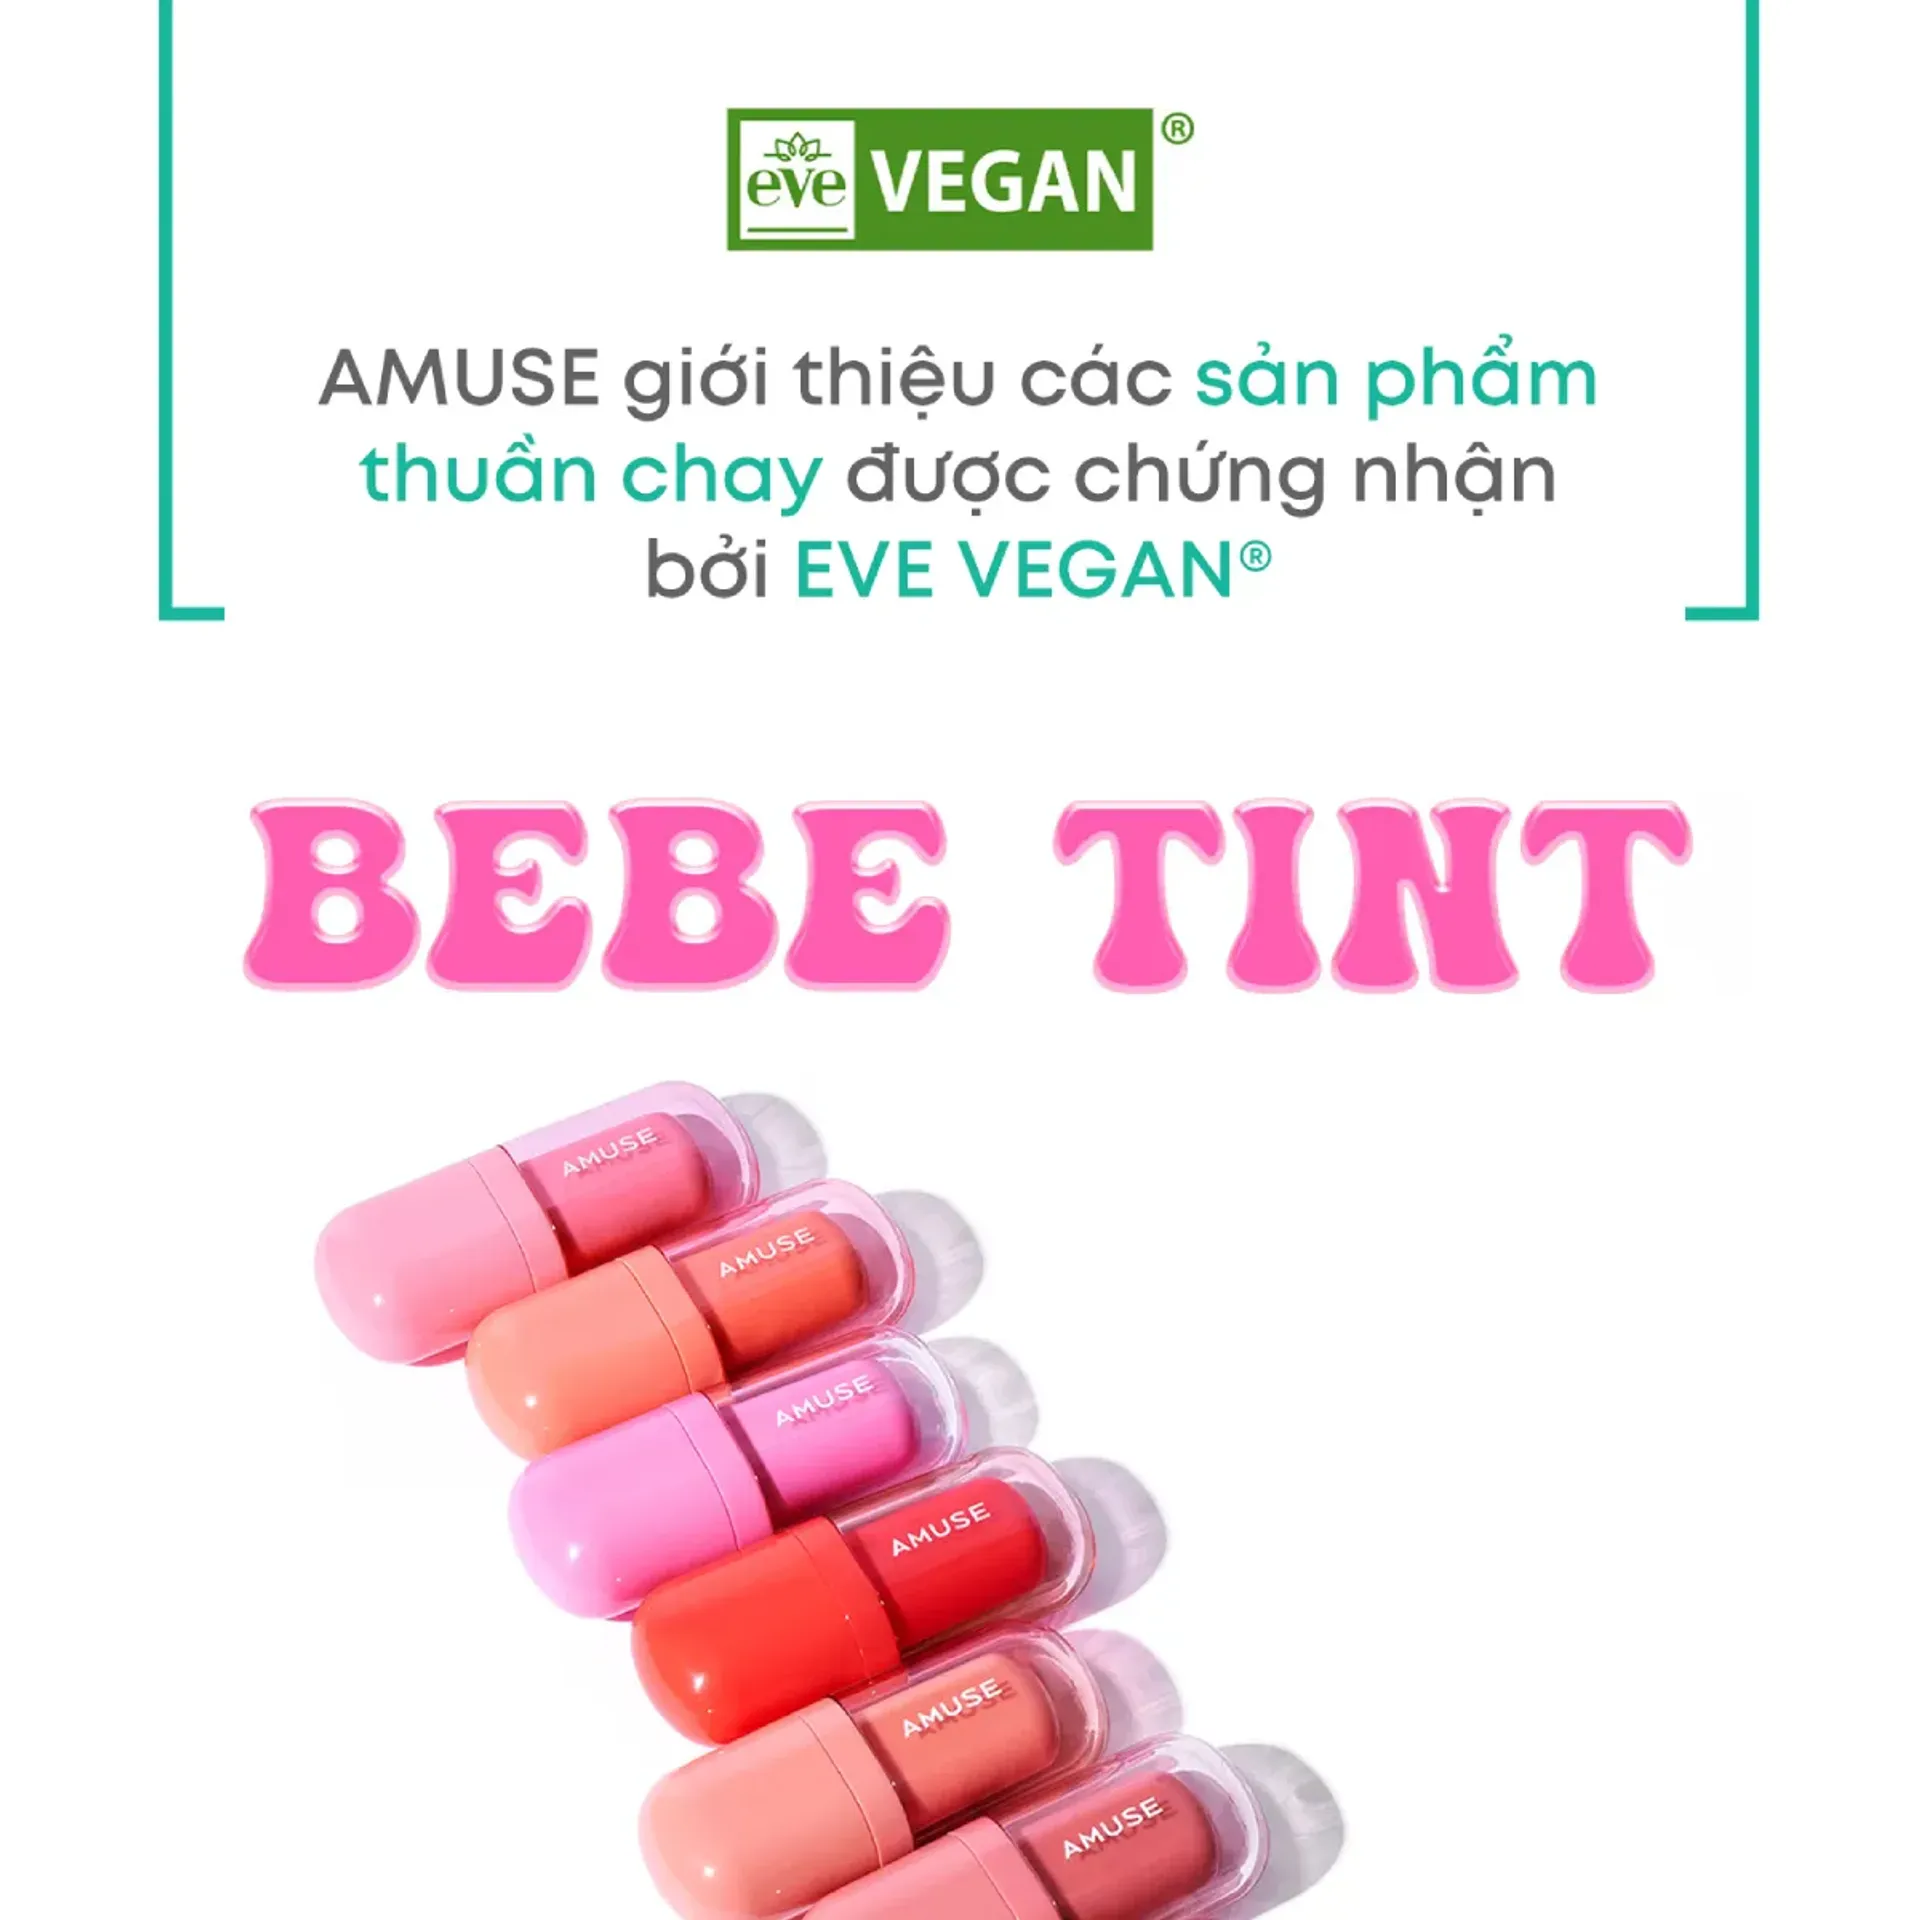 eve VEGAN®
AMUSE giới thiệu các sản phẩm
thuần chay được chứng nhận
bởi EVE VEGAN®
BEBE TINT
AMUSE
AMUSE
AMUSE
AMUSE
AMUSE
AMUSE